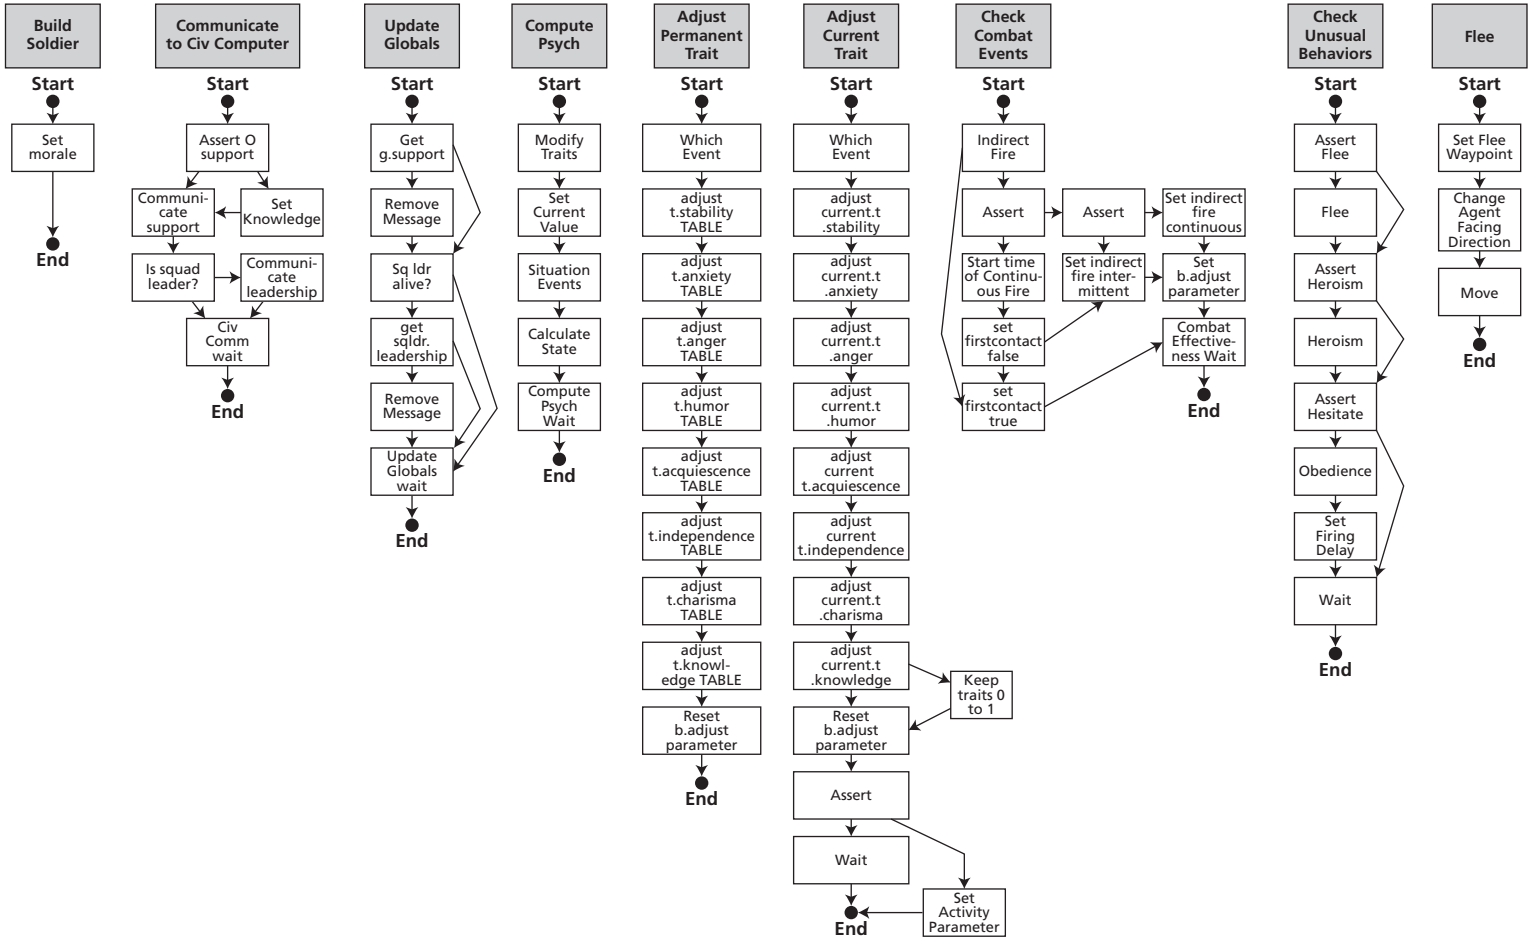 Build
Soldier
Start
Set
morale
End
Communicate
to Civ Computer
Start
Assert O
support
Communi-
cate
support
Set
Knowledge
Is squad
leader?
Communi-
cate
leadership
Civ
Comm
wait
End
Update
Globals
Start
Get
g.support
Remove
Message
Sq ldr
alive?
get
sqldr.
leadership
Remove
Message
Update
Globals
wait
End
Compute
Psych
Start
Modify
Traits
Set
Current
Value
Situation
Events
Calculate
State
Compute
Psych
Wait
End
Adjust
Permanent
Trait
Start
Which
Event
adjust
t.stability
TABLE
adjust
t.anxiety
TABLE
adjust
t.anger
TABLE
adjust
t.humor
TABLE
adjust
t.acquiescence
TABLE
adjust
t.independence
TABLE
adjust
t.charisma
TABLE
adjust
t.knowl-
edge TABLE
Reset
b.adjust
parameter
End
Adjust
Current
Trait
Start
Which
Event
adjust
current.t
.stability
adjust
current.t
.anxiety
adjust
current.t
.anger
adjust
current.t
.humor
adjust
current
t.acquiescence
adjust
current
t.independence
adjust
current.t
.charisma
adjust
current.t
.knowledge
Keep
traits 0
to 1
Reset
b.adjust
parameter
Assert
Wait
Set
Activity
Parameter
End
Check
Combat
Events
Start
Indirect
Fire
Assert
Assert
Set indirect
fire
continuous
Start time
of Continu-
ous Fire
Set indirect
fire inter-
mittent
Set
b.adjust
parameter
set
firstcontact
false
Combat
Effective-
ness Wait
set
firstcontact
true
End
Check
Unusual
Behaviors
Start
Assert
Flee
Flee
Assert
Heroism
Heroism
Assert
Hesitate
Obedience
Set
Firing
Delay
Wait
End
Flee
Start
Set Flee
Waypoint
Change
Agent
Facing
Direction
Move
End